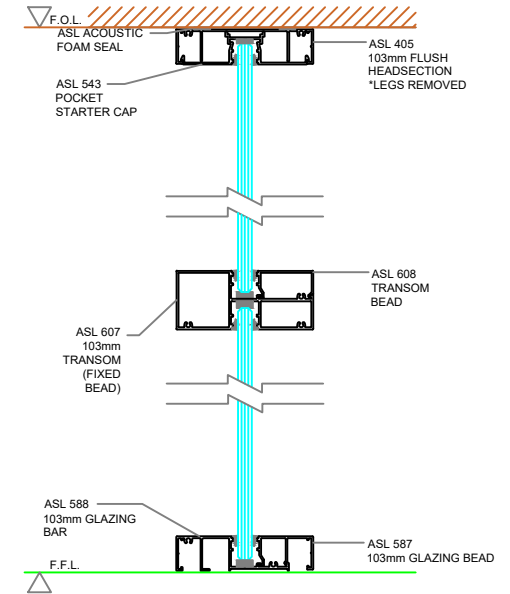 F.O.L.
ASL ACOUSTIC
FOAM SEAL
ASL 405
103mm FLUSH
HEADSECTION
*LEGS REMOVED
ASL 543
POCKET
STARTER CAP
ASL 608
TRANSOM
BEAD
ASL 607
103mm
TRANSOM
(FIXED
BEAD)
ASL 588
103mm GLAZING
BAR
ASL 587
103mm GLAZING BEAD
F.F.L.